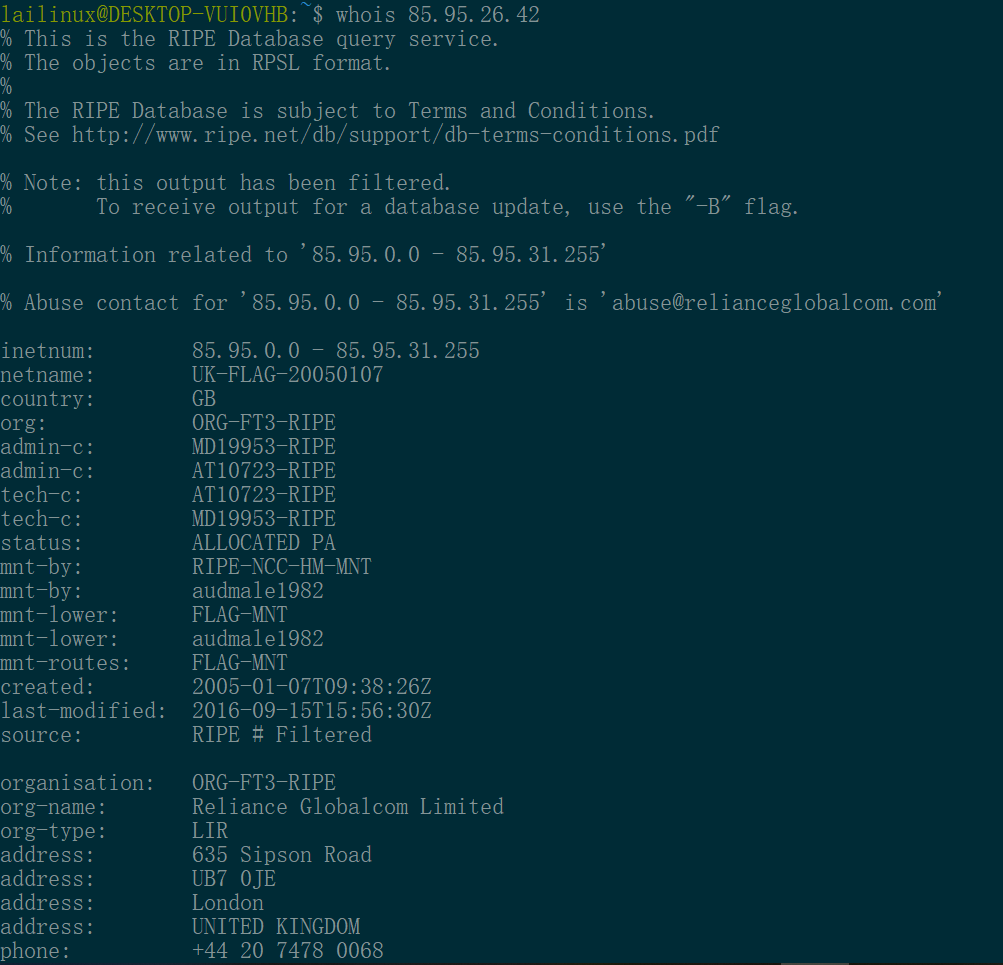 lailinux@DESKTOP-VUI0VHB:~$ whois 85.95.26.42
% This is the RIPE Database query service.
% The objects are in RPSL format.
%
% The RIPE Database is subject to Terms and Conditions.
% See http://www.ripe.net/db/support/db-terms-conditions.pdf
% Note: this output has been filtered.
%       To receive output for a database update, use the "-B" flag.
% Information related to '85.95.0.0 - 85.95.31.255'
% Abuse contact for '85.95.0.0 - 85.95.31.255' is 'abuse@relianceglobalcom.com'
inetnum:        85.95.0.0 - 85.95.31.255
netname:        UK-FLAG-20050107
country:        GB
org:            ORG-FT3-RIPE
admin-c:        MD19953-RIPE
admin-c:        AT10723-RIPE
tech-c:         AT10723-RIPE
tech-c:         MD19953-RIPE
status:         ALLOCATED PA
mnt-by:         RIPE-NCC-HM-MNT
mnt-by:         audmale1982
mnt-lower:      FLAG-MNT
mnt-lower:      audmale1982
mnt-routes:     FLAG-MNT
created:        2005-01-07T09:38:26Z
last-modified:  2016-09-15T15:56:30Z
source:         RIPE # Filtered
organisation:   ORG-FT3-RIPE
org-name:       Reliance Globalcom Limited
org-type:       LIR
address:        635 Sipson Road
address:        UB7 0JE
address:        London
address:        UNITED KINGDOM
phone:          +44 20 7478 0068